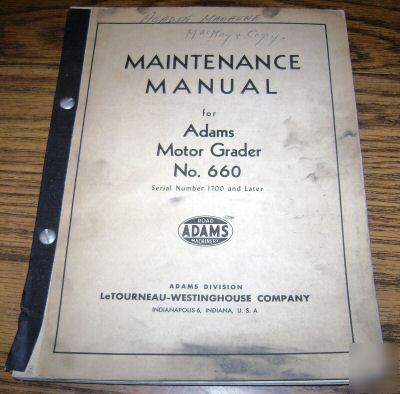 MAINTENANCE
MANUAL
for
Adams
Motor Grader
No. 660
Serial Number 1700 and Later
ROAD
ADAMS
MACHINERY
ADAMS DIVISION
LeTOURNEAU-WESTINGHOUSE COMPANY
INDIANAPOLIS 6, INDIANA, U. S. A